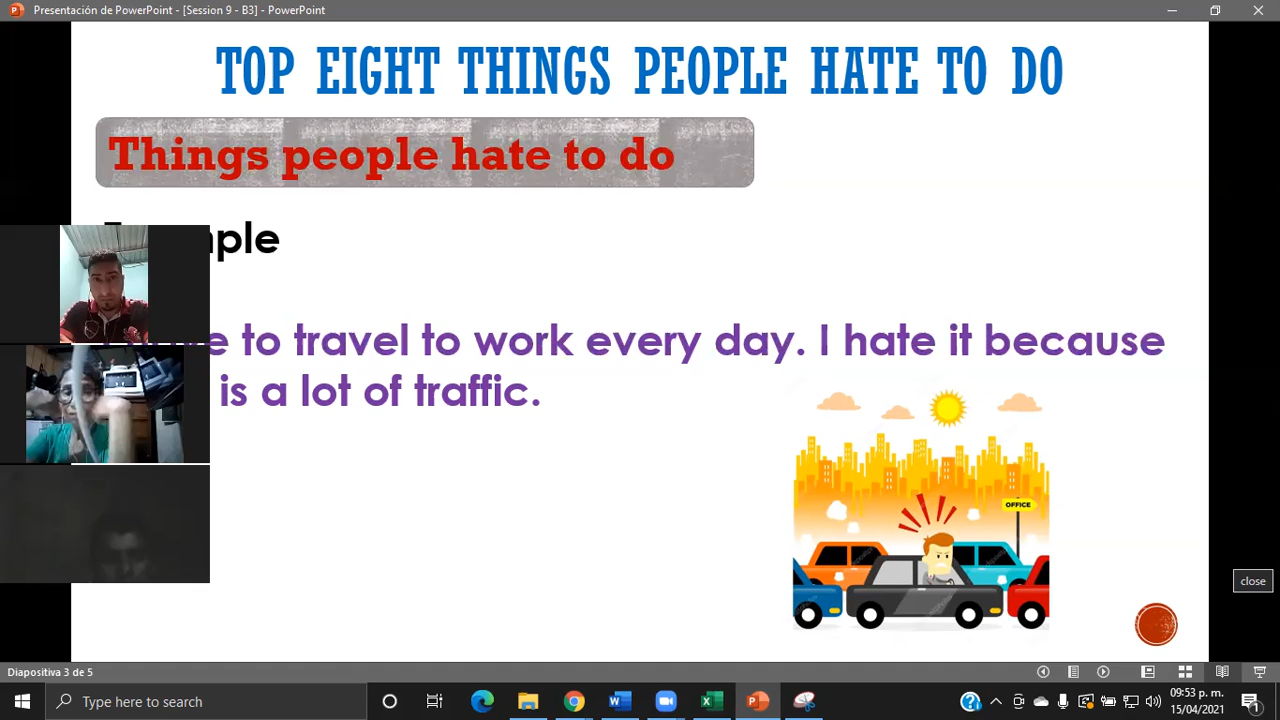 Presentación de PowerPoint - [Session 9 - B3] - PowerPoint
TOP EIGHT THINGS PEOPLE HATE TO DO
Things people hate to do
to travel to work every day. I hate it because
is a lot of traffic.
OFFICE
close
Diapositiva 3 de 5
Type here to search
09:53 p. m.
15/04/2021